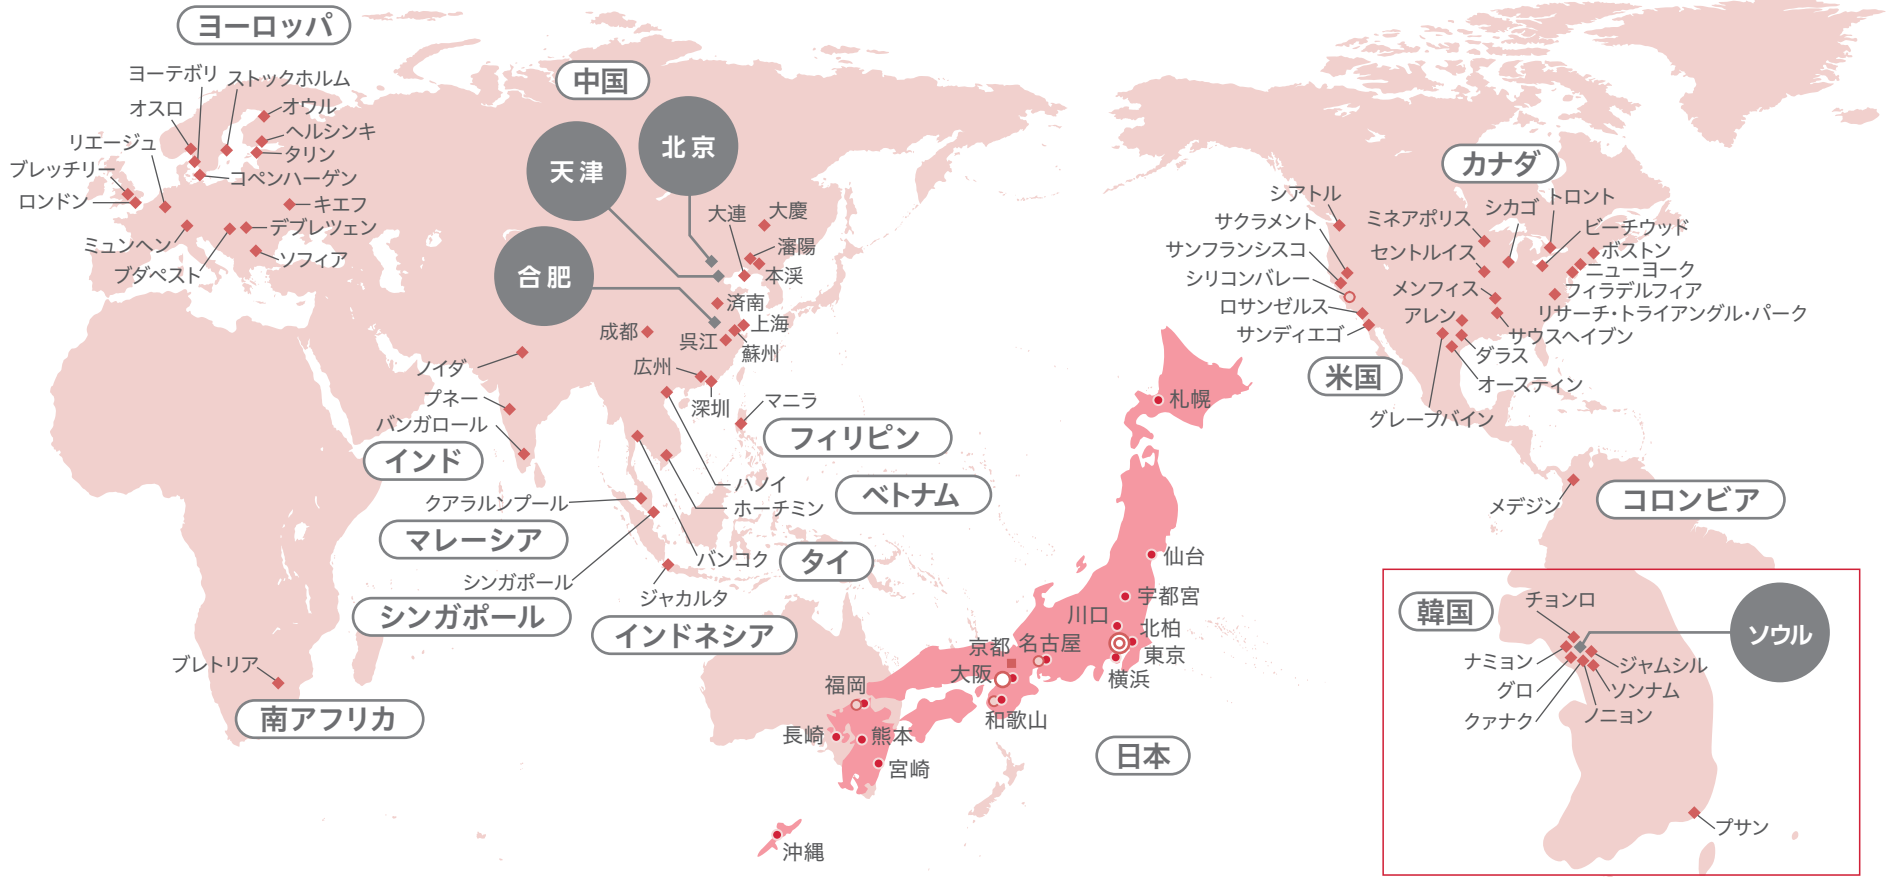 ヨーロッパ
ヨーテボリ
ストックホルム
オスロ
オウル
ヘルシンキ
リエージュ
タリン
ブレッチリー
コペンハーゲン
ロンドン
キエフ
デブレツェン
ミュンヘン
ソフィア
ブダペスト
中国
北京
天津
合肥
大連
大慶
瀋陽
本渓
済南
上海
成都
呉江
蘇州
広州
深圳
ノイダ
プネー
バンガロール
インド
マニラ
フィリピン
ハノイ
ホーチミン
ベトナム
クアラルンプール
マレーシア
バンコク
タイ
シンガポール
シンガポール
ジャカルタ
インドネシア
プレトリア
南アフリカ
札幌
仙台
宇都宮
川口
北柏
東京
横浜
名古屋
京都
大阪
和歌山
福岡
長崎
熊本
宮崎
沖縄
日本
カナダ
シアトル
サクラメント
サンフランシスコ
シリコンバレー
ロサンゼルス
サンディエゴ
米国
ミネアポリス
シカゴ
トロント
セントルイス
ビーチウッド
ボストン
ニューヨーク
メンフィス
フィラデルフィア
リサーチ・トライアングル・パーク
アレン
サウスヘイブン
ダラス
オースティン
グレープバイン
メデジン
コロンビア
韓国
チョンロ
ソウル
ナミョン
ジャムシル
グロ
ソンナム
クァナク
ノニョン
プサン